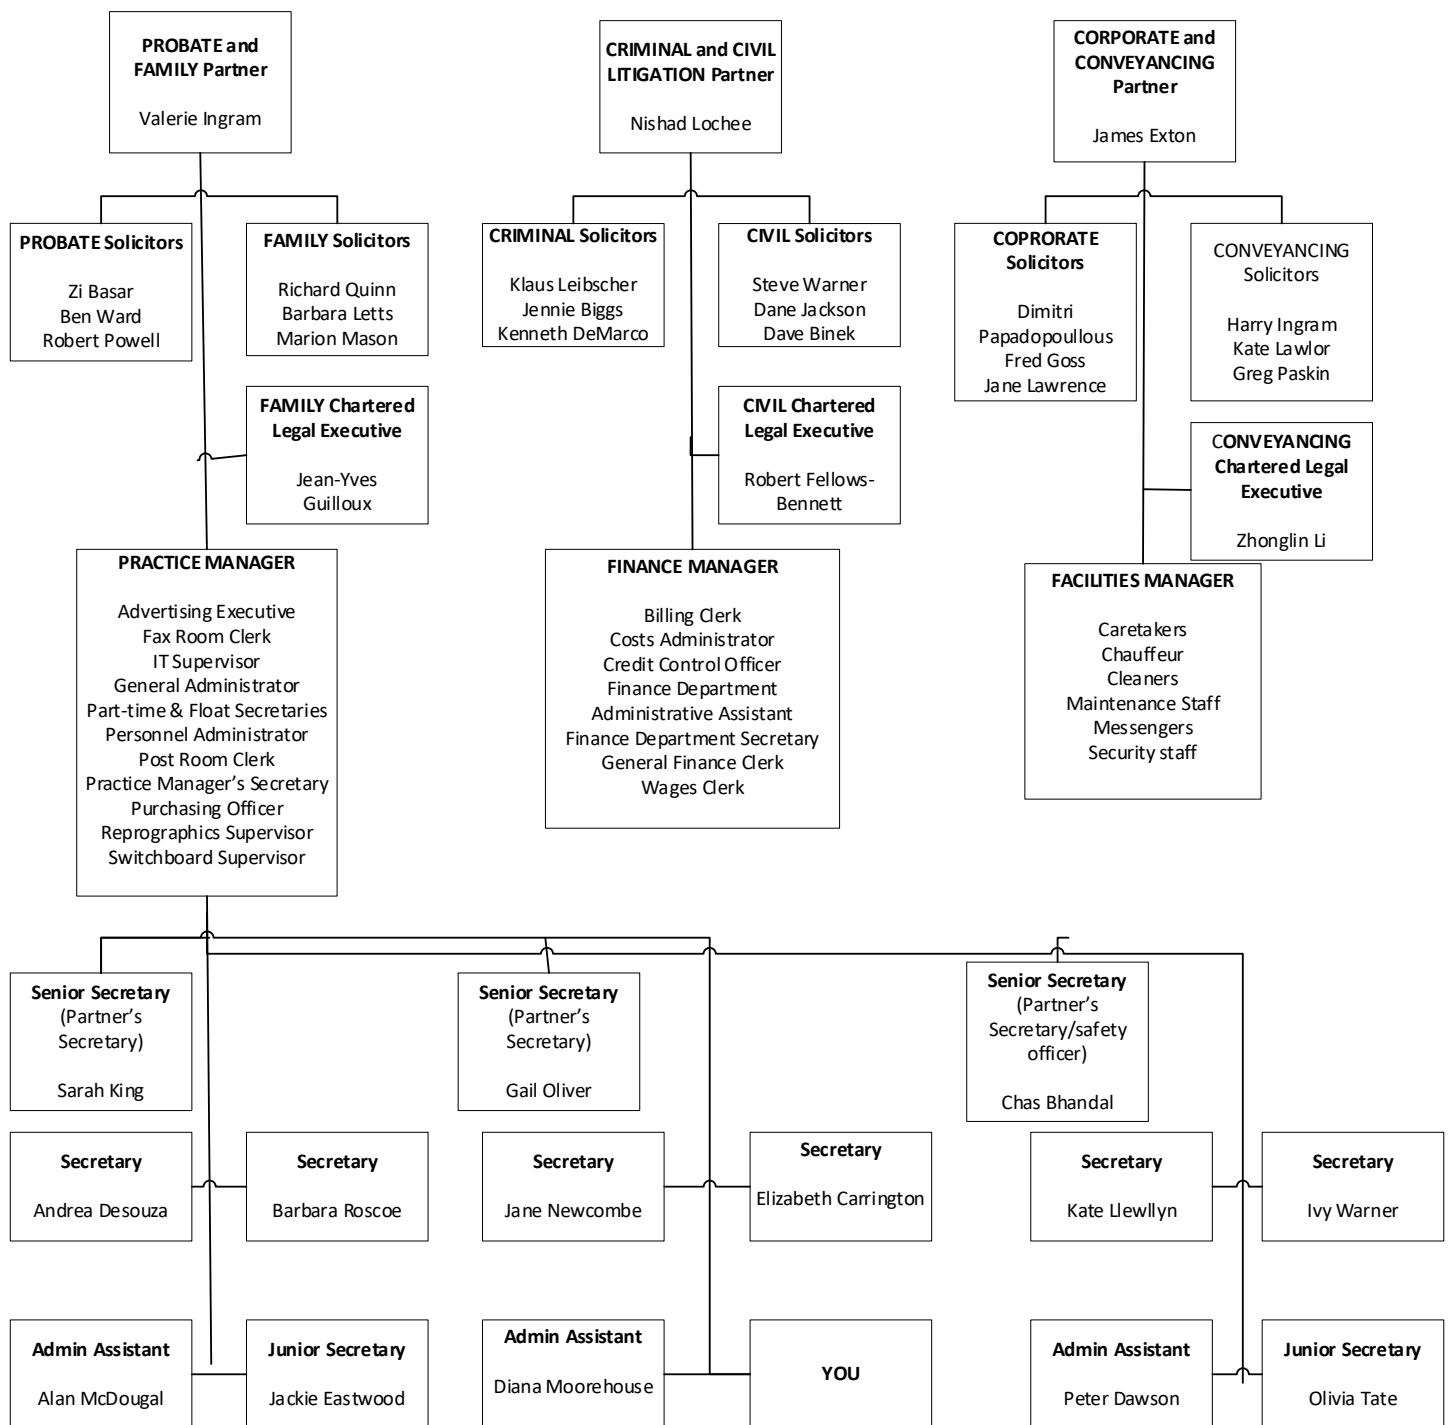 PROBATE and
FAMILY Partner
Valerie Ingram
CRIMINAL and CIVIL
LITIGATION Partner
Nishad Lochee
CORPORATE and
CONVEYANCING
Partner
James Exton
PROBATE Solicitors
Zi Basar
Ben Ward
Robert Powell
FAMILY Solicitors
Richard Quinn
Barbara Letts
Marion Mason
CRIMINAL Solicitors
Klaus Leibscher
Jennie Biggs
Kenneth DeMarco
CIVIL Solicitors
Steve Warner
Dane Jackson
Dave Binek
COPRORATE
Solicitors
Dimitri
Papadopoullous
Fred Goss
Jane Lawrence
CONVEYANCING
Solicitors
Harry Ingram
Kate Lawlor
Greg Paskin
FAMILY Chartered
Legal Executive
Jean-Yves
Guilloux
CIVIL Chartered
Legal Executive
Robert Fellows-
Bennett
CONVEYANCING
Chartered Legal
Executive
Zhonglin Li
PRACTICE MANAGER
Advertising Executive
Fax Room Clerk
IT Supervisor
General Administrator
Part-time & Float Secretaries
Personnel Administrator
Post Room Clerk
Practice Manager’s Secretary
Purchasing Officer
Reprographics Supervisor
Switchboard Supervisor
FINANCE MANAGER
Billing Clerk
Costs Administrator
Credit Control Officer
Finance Department
Administrative Assistant
Finance Department Secretary
General Finance Clerk
Wages Clerk
FACILITIES MANAGER
Caretakers
Chauffeur
Cleaners
Maintenance Staff
Messengers
Security staff
Senior Secretary
(Partner’s
Secretary)
Sarah King
Senior Secretary
(Partner’s
Secretary)
Gail Oliver
Senior Secretary
(Partner’s
Secretary/safety
officer)
Chas Bhandal
Secretary
Andrea Desouza
Secretary
Barbara Roscoe
Secretary
Jane Newcombe
Secretary
Elizabeth Carrington
Secretary
Kate Llewllyn
Secretary
Ivy Warner
Admin Assistant
Alan McDougal
Junior Secretary
Jackie Eastwood
Admin Assistant
Diana Moorehouse
YOU
Admin Assistant
Peter Dawson
Junior Secretary
Olivia Tate